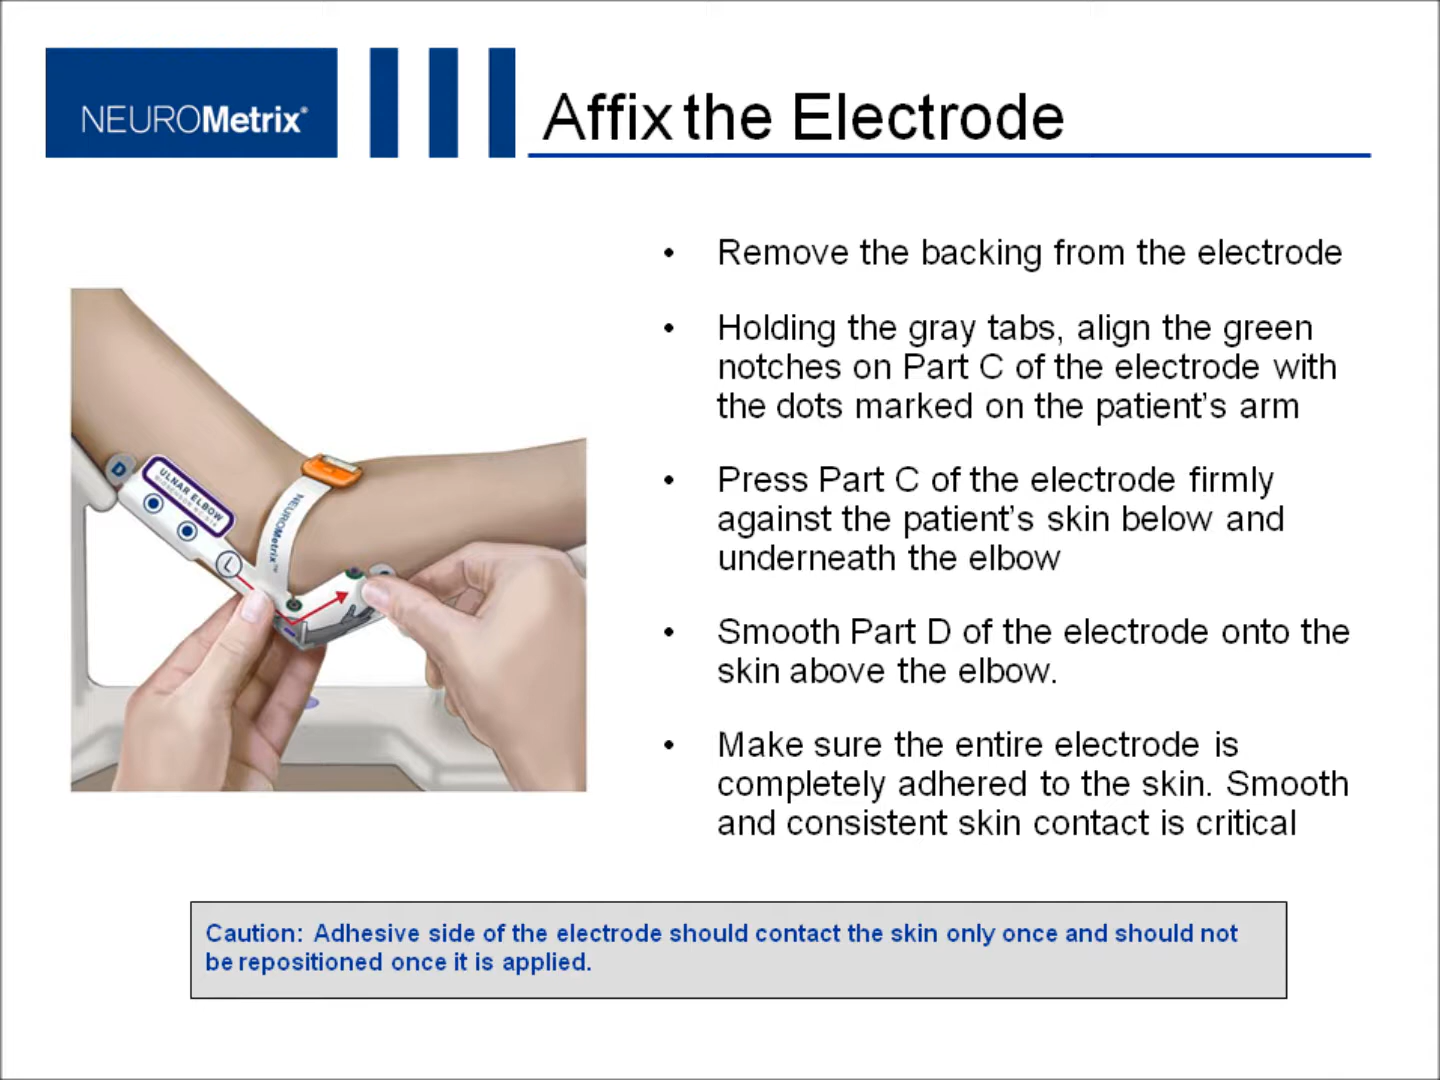 NEUROMetrix®
Affix the Electrode
• Remove the backing from the electrode
• Holding the gray tabs, align the green
notches on Part C of the electrode with
the dots marked on the patient's arm
• Press Part C of the electrode firmly
against the patient's skin below and
underneath the elbow
• Smooth Part D of the electrode onto the
skin above the elbow.
• Make sure the entire electrode is
completely adhered to the skin. Smooth
and consistent skin contact is critical
D
ULNAR ELBOW
L
NEUROMetrix™
Caution: Adhesive side of the electrode should contact the skin only once and should not
be repositioned once it is applied.